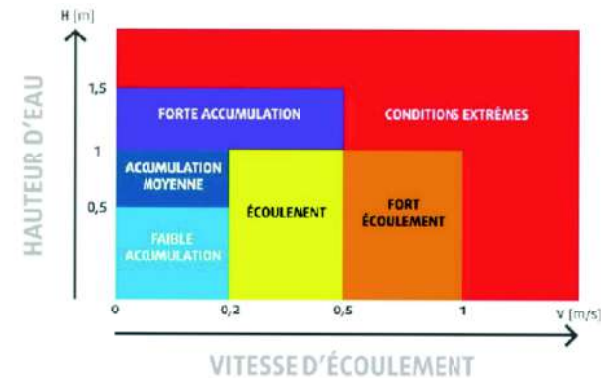 H [m]
HAUTEUR D'EAU
1,5
1
0,5
FORTE ACCUMULATION
CONDITIONS EXTRÊMES
ACCUMULATION
MOYENNE
ÉCOULENENT
FORT
ÉCOULEMENT
FAIBLE
ACCUMULATION
0
0,2
0,5
1
V [m/s]
VITESSE D'ÉCOULEMENT